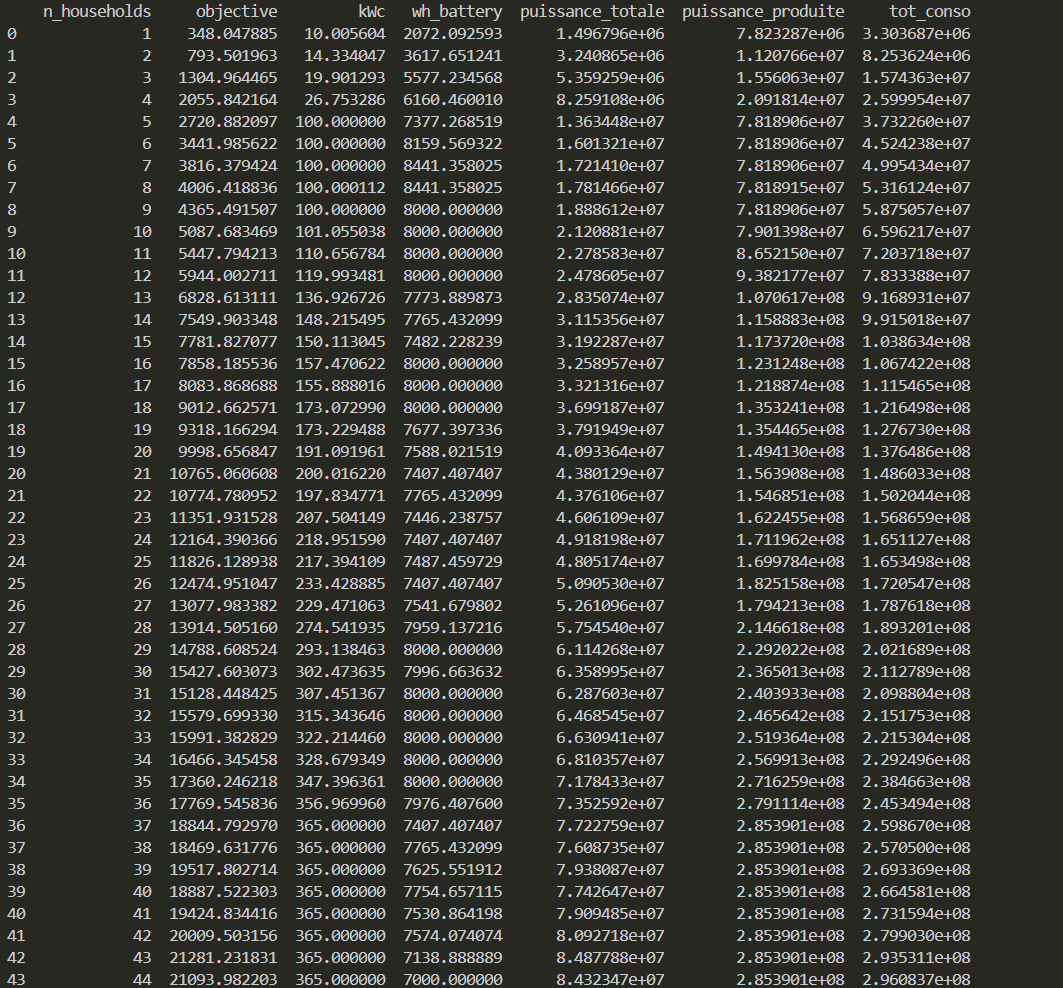 n_households objective kWc wh_battery puissance_totale puissance_produite tot_conso
0 1 348.047885 10.005604 2072.092593 1.496796e+06 7.823287e+06 3.303687e+06
1 2 793.501963 14.334047 3617.651241 3.240865e+06 1.120766e+07 8.253624e+06
2 3 1304.964465 19.901293 5577.234568 5.359259e+06 1.556063e+07 1.574363e+07
3 4 2055.842164 26.753286 6160.460010 8.259108e+06 2.091814e+07 2.599954e+07
4 5 2720.882097 100.000000 7377.268519 1.363448e+07 7.818906e+07 3.732260e+07
5 6 3441.985622 100.000000 8159.569322 1.601321e+07 7.818906e+07 4.524238e+07
6 7 3816.379424 100.000000 8441.358025 1.721410e+07 7.818906e+07 4.995434e+07
7 8 4006.418836 100.000112 8441.358025 1.781466e+07 7.818915e+07 5.316124e+07
8 9 4365.491507 100.000000 8000.000000 1.888612e+07 7.818906e+07 5.875057e+07
9 10 5087.683469 101.055038 8000.000000 2.120881e+07 7.901398e+07 6.596217e+07
10 11 5447.794213 110.656784 8000.000000 2.278583e+07 8.652150e+07 7.203718e+07
11 12 5944.002711 119.993481 8000.000000 2.478605e+07 9.382177e+07 7.833388e+07
12 13 6828.613111 136.926726 7773.889873 2.835074e+07 1.070617e+08 9.168931e+07
13 14 7549.903348 148.215495 7765.432099 3.115356e+07 1.158883e+08 9.915018e+07
14 15 7781.827077 150.113045 7482.228239 3.192287e+07 1.173720e+08 1.038634e+08
15 16 7858.185536 157.470622 8000.000000 3.258957e+07 1.231248e+08 1.067422e+08
16 17 8083.868688 155.888016 8000.000000 3.321316e+07 1.218874e+08 1.115465e+08
17 18 9012.662571 173.072990 8000.000000 3.699187e+07 1.353241e+08 1.216498e+08
18 19 9318.166294 173.229488 7677.397336 3.791949e+07 1.354465e+08 1.276730e+08
19 20 9998.656847 191.091961 7588.021519 4.093364e+07 1.494130e+08 1.376486e+08
20 21 10765.060608 200.016220 7407.407407 4.380129e+07 1.563908e+08 1.486033e+08
21 22 10774.780952 197.834771 7765.432099 4.376106e+07 1.546851e+08 1.502044e+08
22 23 11351.931528 207.504149 7446.238757 4.606109e+07 1.622455e+08 1.568659e+08
23 24 12164.390366 218.951590 7407.407407 4.918198e+07 1.711962e+08 1.651127e+08
24 25 11826.128938 217.394109 7487.459729 4.805174e+07 1.699784e+08 1.653498e+08
25 26 12474.951047 233.428885 7407.407407 5.090530e+07 1.825158e+08 1.720547e+08
26 27 13077.983382 229.471063 7541.679802 5.261096e+07 1.794213e+08 1.787618e+08
27 28 13914.505160 274.541935 7959.137216 5.754540e+07 2.146618e+08 1.893201e+08
28 29 14788.608524 293.138463 8000.000000 6.114268e+07 2.292022e+08 2.021689e+08
29 30 15427.603073 302.473635 7996.663632 6.358995e+07 2.365013e+08 2.112789e+08
30 31 15128.448425 307.451367 8000.000000 6.287603e+07 2.403933e+08 2.098804e+08
31 32 15579.699330 315.343646 8000.000000 6.468545e+07 2.465642e+08 2.151753e+08
32 33 15991.382829 322.214460 8000.000000 6.630941e+07 2.519364e+08 2.215304e+08
33 34 16466.345458 328.679349 8000.000000 6.810357e+07 2.569913e+08 2.292496e+08
34 35 17360.246218 347.396361 8000.000000 7.178433e+07 2.716259e+08 2.384663e+08
35 36 17769.545836 356.969960 7976.407600 7.352592e+07 2.791114e+08 2.453494e+08
36 37 18844.792970 365.000000 7407.407407 7.722759e+07 2.853901e+08 2.598670e+08
37 38 18469.631776 365.000000 7765.432099 7.608735e+07 2.853901e+08 2.570500e+08
38 39 19517.802714 365.000000 7625.551912 7.938087e+07 2.853901e+08 2.693369e+08
39 40 18887.522303 365.000000 7754.657115 7.742647e+07 2.853901e+08 2.664581e+08
40 41 19424.834416 365.000000 7530.864198 7.909485e+07 2.853901e+08 2.731594e+08
41 42 20009.503156 365.000000 7574.074074 8.092718e+07 2.853901e+08 2.799030e+08
42 43 21281.231831 365.000000 7138.888889 8.487788e+07 2.853901e+08 2.935311e+08
43 44 21093.982203 365.000000 7000.000000 8.432347e+07 2.853901e+08 2.960837e+08